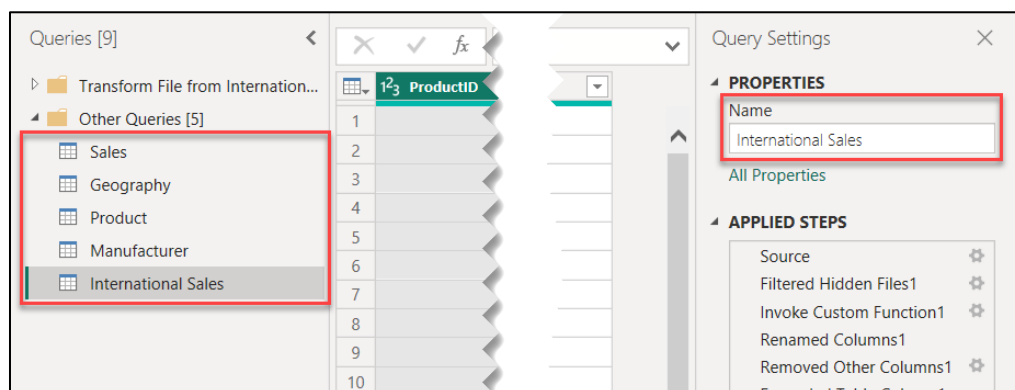 Queries [9]
Transform File from Internation...
Other Queries [5]
Sales
Geography
Product
Manufacturer
International Sales
fx
1²3 ProductID
1
2
3
4
5
6
7
8
9
10
Query Settings
PROPERTIES
Name
International Sales
All Properties
APPLIED STEPS
Source
Filtered Hidden Files1
Invoke Custom Function1
Renamed Columns1
Removed Other Columns1